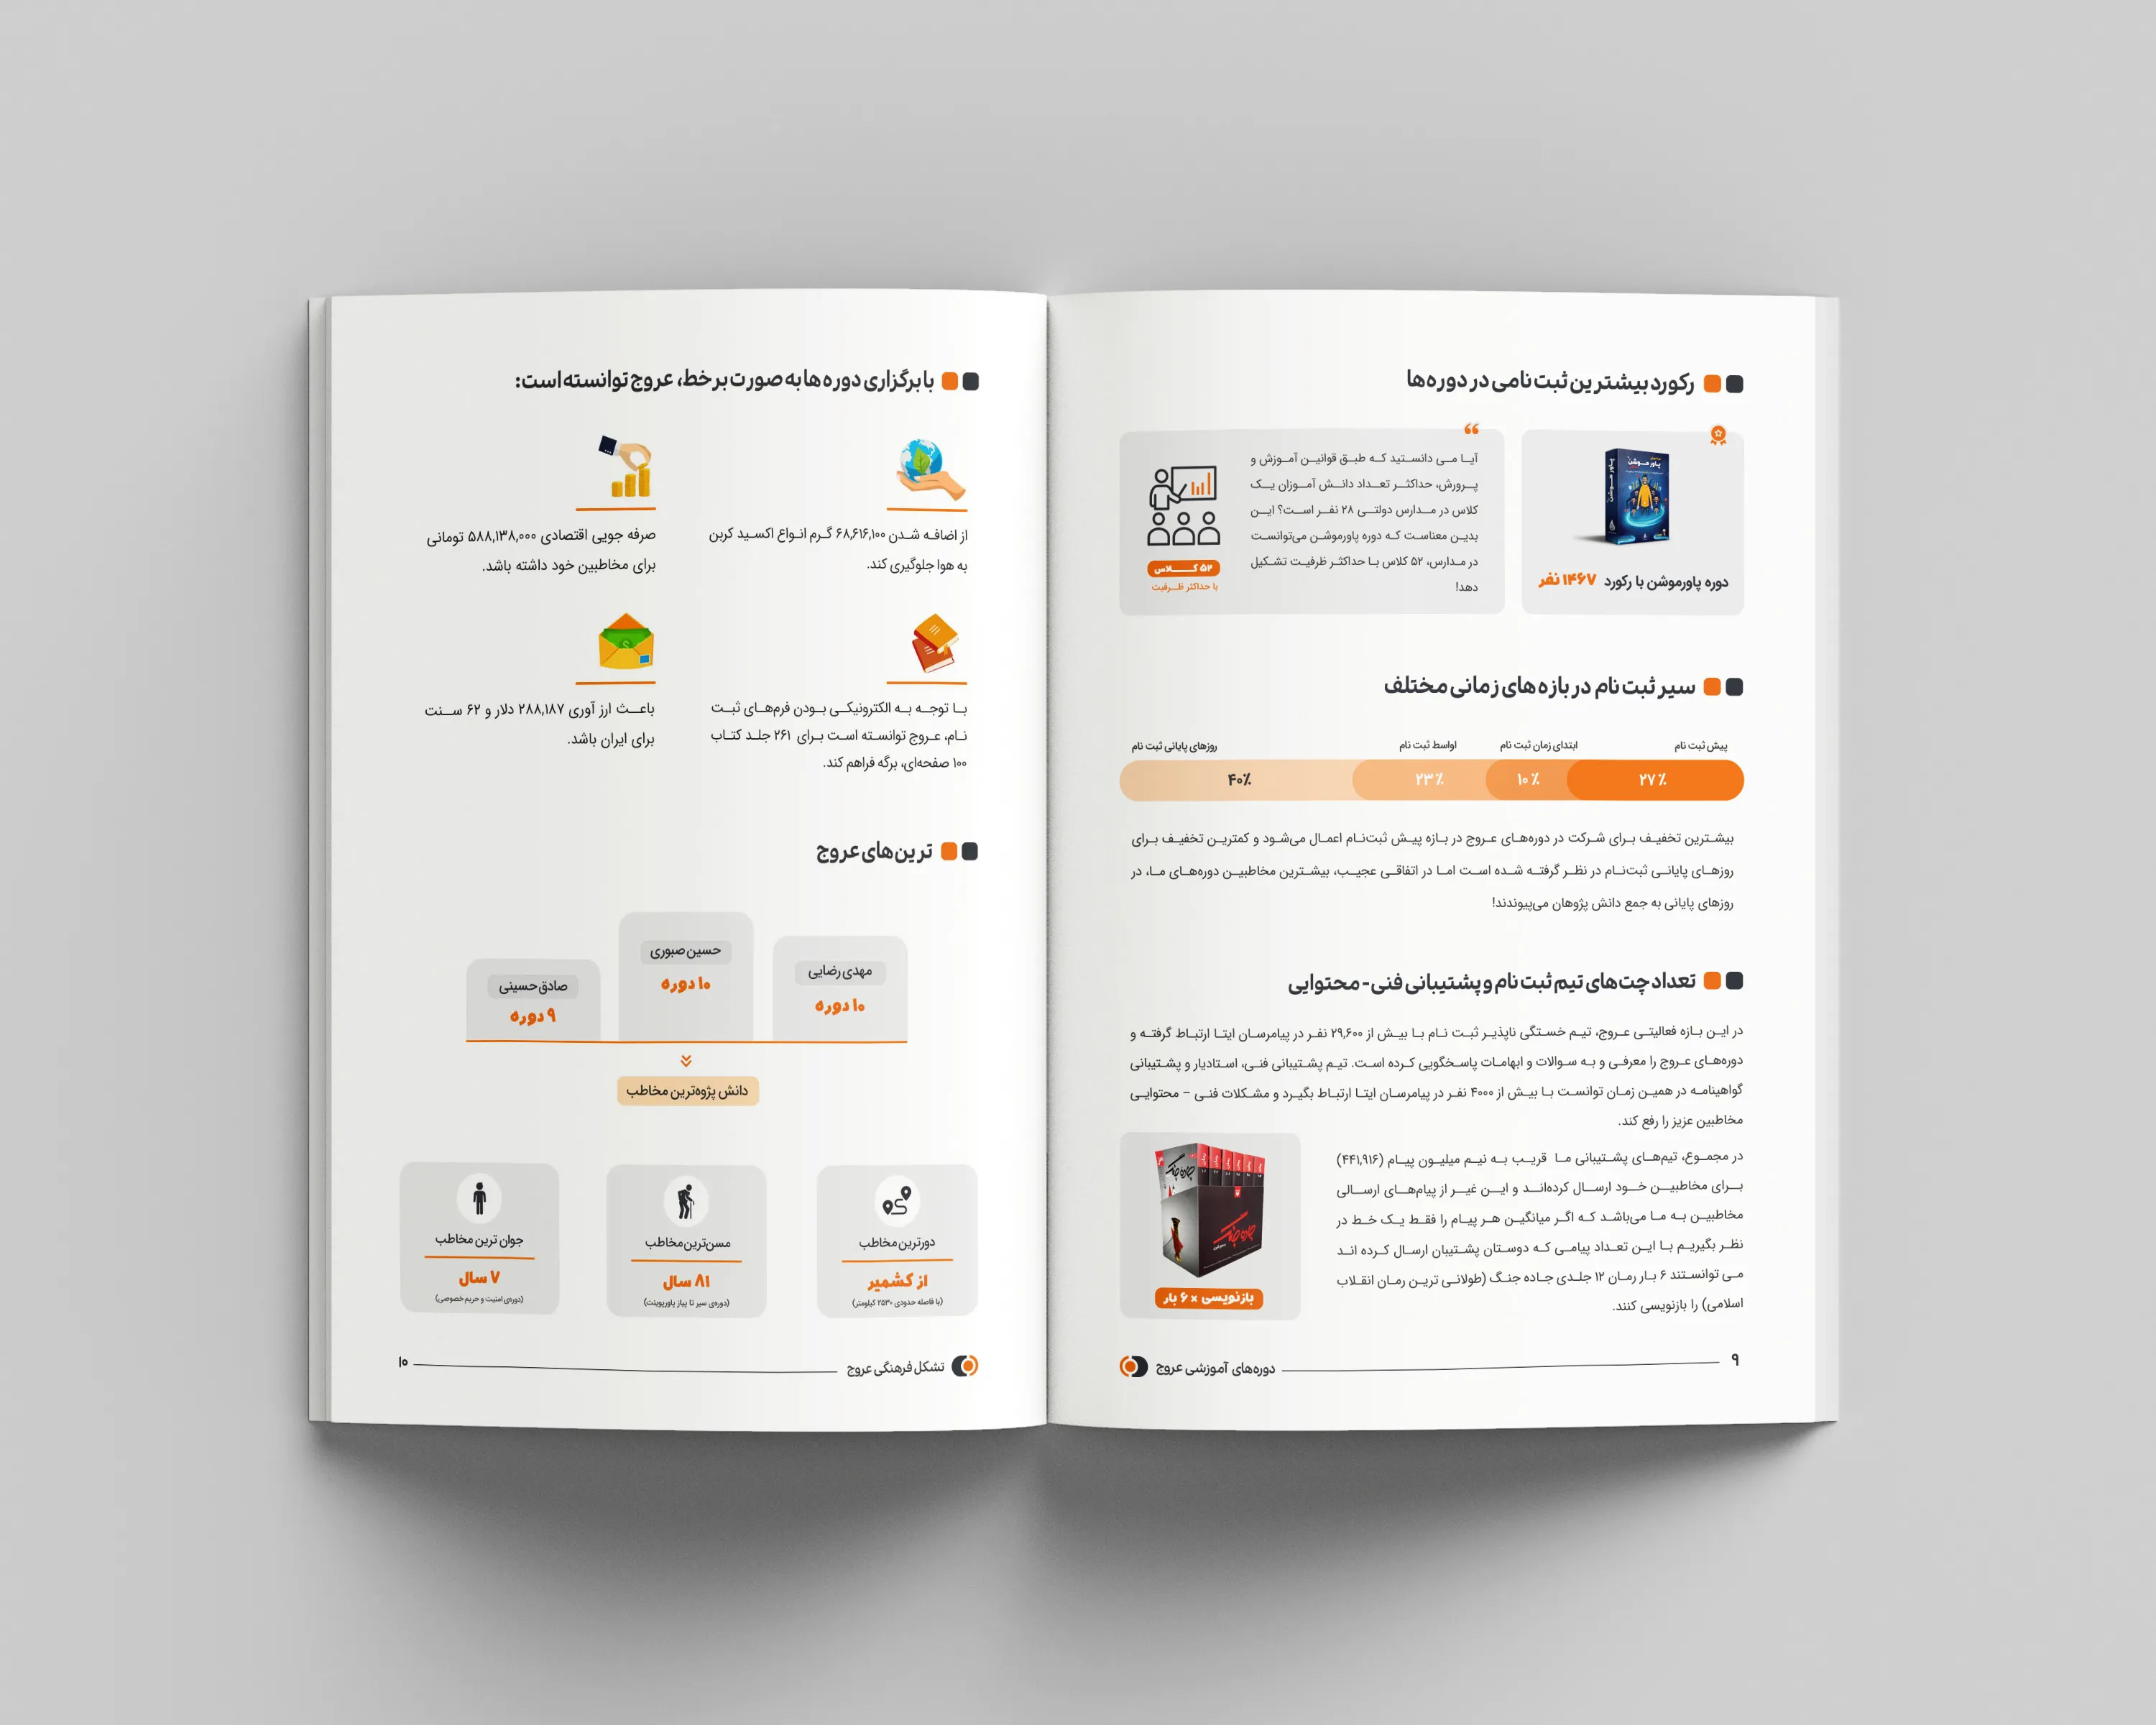 رکورد بیشترین ثبت نامی در دوره‌ها
پاور موشن
پاور موشن
دوره پاورموشن با رکورد ۱۴۶۷ نفر
“
آیا می دانستید که طبق قوانین آموزش و
پرورش، حداکثر تعداد دانش آموزان یک
کلاس در مدارس دولتی ۲۸ نفر است؟ این
بدین معناست که دوره پاورموشن می‌توانست
در مدارس، ۵۲ کلاس با حداکثر ظرفیت تشکیل
دهد!
۵۲ کلاس
با حداکثر ظرفیت
سیر ثبت نام در بازه های زمانی مختلف
پیش ثبت نام
ابتدای زمان ثبت نام
اواسط ثبت نام
روزهای پایانی ثبت نام
۲۷٪
۱۰٪
۲۳٪
۴۰٪
بیشترین تخفیف برای شرکت در دوره‌های عروج در بازه پیش ثبت‌نام اعمال می‌شود و کمترین تخفیف برای
روزهای پایانی ثبت‌نام در نظر گرفته شده است اما در اتفاقی عجیب، بیشترین مخاطبین دوره‌های ما، در
روزهای پایانی به جمع دانش پژوهان می‌پیوندند!
تعداد چت‌های تیم ثبت نام و پشتیبانی فنی - محتوایی
در این بازه فعالیتی عروج، تیم خستگی ناپذیر ثبت نام با بیش از ۲۹,۶۰۰ نفر در پیامرسان ایتا ارتباط گرفته و
دوره‌های عروج را معرفی و به سوالات و ابهامات پاسخگویی کرده است. تیم پشتیبانی فنی، استادیار و پشتیبانی
گواهینامه در همین زمان توانست با بیش از ۴۰۰۰ نفر در پیامرسان ایتا ارتباط بگیرد و مشکلات فنی – محتوایی
مخاطبین عزیز را رفع کند.
در مجموع، تیم‌های پشتیبانی ما قریب به نیم میلیون پیام (۴۴۱,۹۱۶)
برای مخاطبین خود ارسال کرده‌اند و این غیر از پیام‌های ارسالی
مخاطبین به ما می‌باشد که اگر میانگین هر پیام را فقط یک خط در
نظر بگیریم با این تعداد پیامی که دوستان پشتیبان ارسال کرده اند
می توانستند ۶ بار رمان ۱۲ جلدی جاده جنگ (طولانی ترین رمان انقلاب
اسلامی) را بازنویسی کنند.
جاده جنگ
جاده جنگ
بازنویسی × ۶ بار
۹
دوره‌های آموزشی عروج
با برگزاری دوره ها به صورت برخط، عروج توانسته است:
از اضافه شدن ۶۸,۶۱۶,۱۰۰ گرم انواع اکسید کربن
به هوا جلوگیری کند.
صرفه جویی اقتصادی ۵۸۸,۱۳۸,۰۰۰ تومانی
برای مخاطبین خود داشته باشد.
با توجه به الکترونیکی بودن فرم‌های ثبت
نام، عروج توانسته است برای ۲۶۱ جلد کتاب
۱۰۰ صفحه‌ای، برگه فراهم کند.
باعث ارز آوری ۲۸۸,۱۸۷ دلار و ۶۲ سنت
برای ایران باشد.
ترین‌های عروج
مهدی رضایی
۱۰ دوره
حسین صبوری
۱۰ دوره
صادق حسینی
۹ دوره
دانش پژوه‌ترین مخاطب
دورترین مخاطب
از کشمیر
(با فاصله حدودی ۲۵۳۰ کیلومتر)
مسن‌ترین مخاطب
۸۱ سال
(دوره‌ی سیر تا پیاز پاورپوینت)
جوان ترین مخاطب
۷ سال
(دوره‌ی امنیت و حریم خصوصی)
تشکل فرهنگی عروج
۱۰